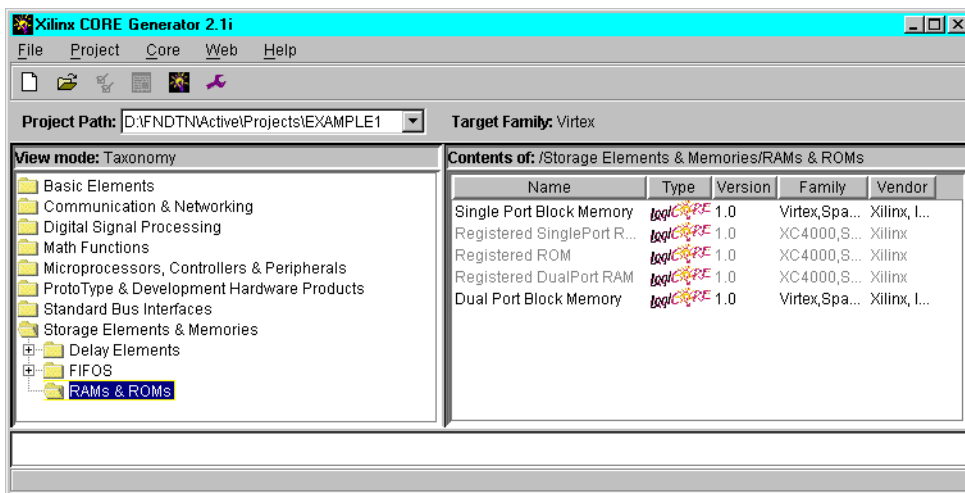 Xilinx CORE Generator 2.1i
File Project Core Web Help
Project Path: D:\FNDTN\Active\Projects\EXAMPLE1 Target Family: Virtex
View mode: Taxonomy
Basic Elements
Communication & Networking
Digital Signal Processing
Math Functions
Microprocessors, Controllers & Peripherals
ProtoType & Development Hardware Products
Standard Bus Interfaces
Storage Elements & Memories
Delay Elements
FIFOS
RAMs & ROMs
Contents of: /Storage Elements & Memories/RAMs & ROMs
Name Type Version Family Vendor
Single Port Block Memory LogiCORE 1.0 Virtex,Spa... Xilinx, I...
Registered SinglePort R... LogiCORE 1.0 XC4000,S... Xilinx
Registered ROM LogiCORE 1.0 XC4000,S... Xilinx
Registered DualPort RAM LogiCORE 1.0 XC4000,S... Xilinx
Dual Port Block Memory LogiCORE 1.0 Virtex,Spa... Xilinx, I...